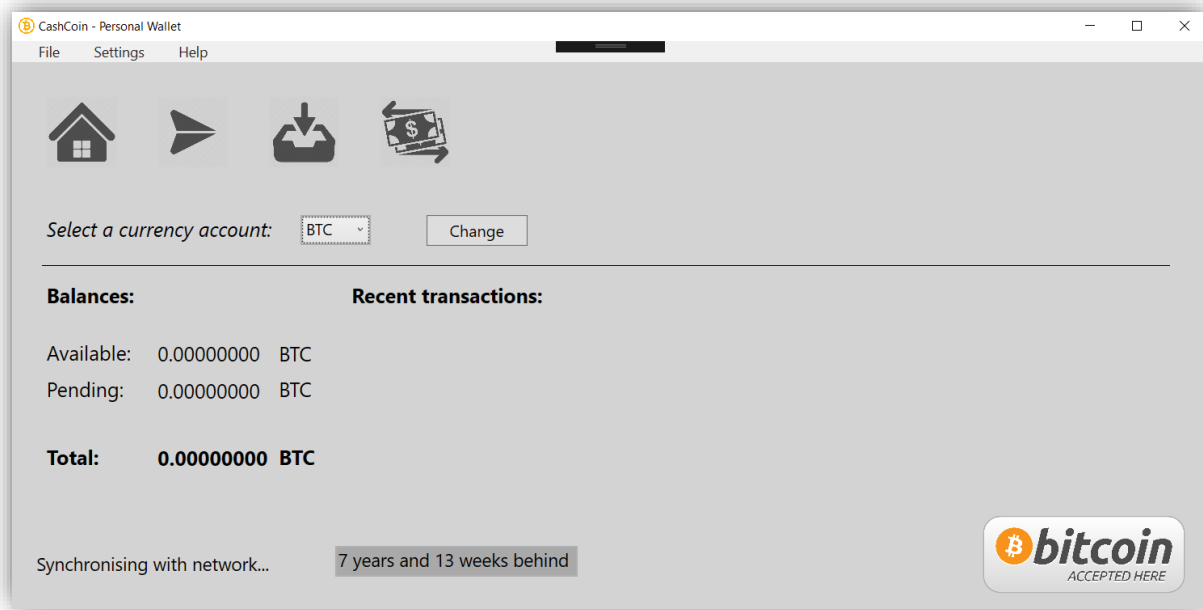 CashCoin - Personal Wallet
File Settings Help
Select a currency account: BTC Change
Balances: Recent transactions:
Available: 0.00000000 BTC
Pending: 0.00000000 BTC
Total: 0.00000000 BTC
Synchronising with network... 7 years and 13 weeks behind
bitcoin
ACCEPTED HERE